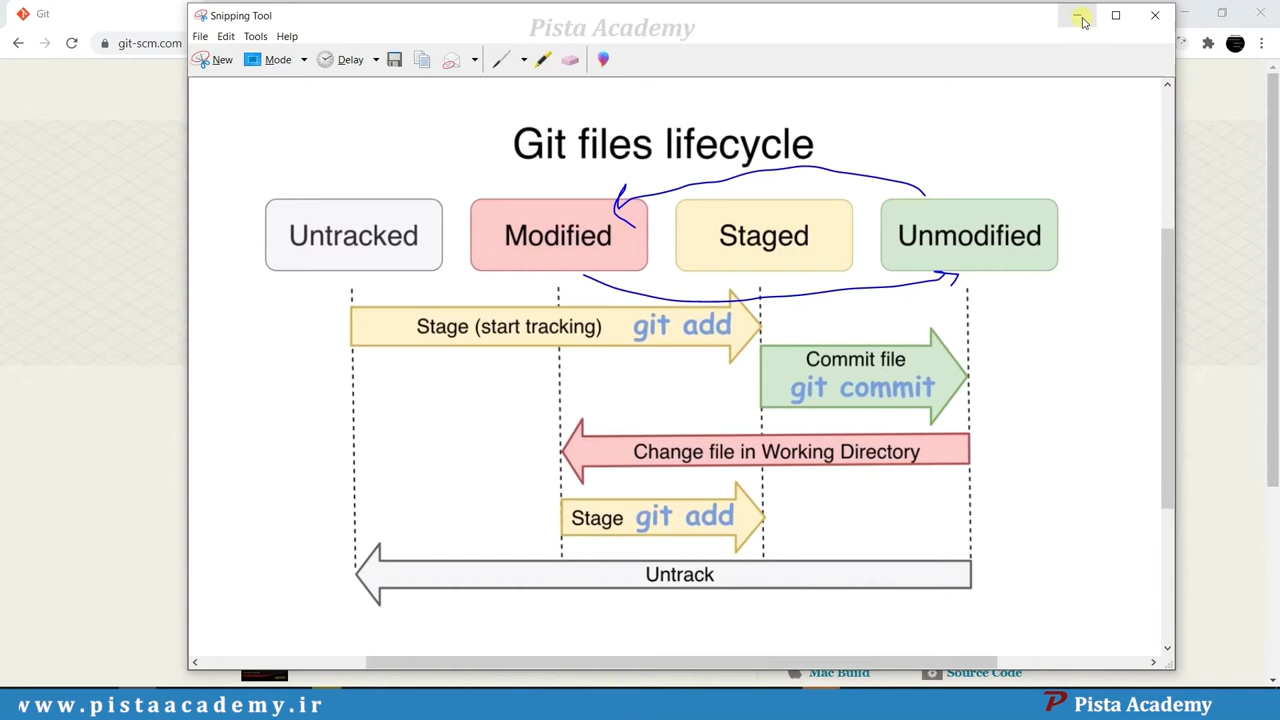 Git
git-scm.com
Snipping Tool
Pista Academy
File Edit Tools Help
New Mode Delay
Git files lifecycle
Untracked Modified Staged Unmodified
Stage (start tracking) git add
Commit file
git commit
Change file in Working Directory
Stage git add
Untrack
Mac Build Source Code
www.pistaacademy.ir
Pista Academy